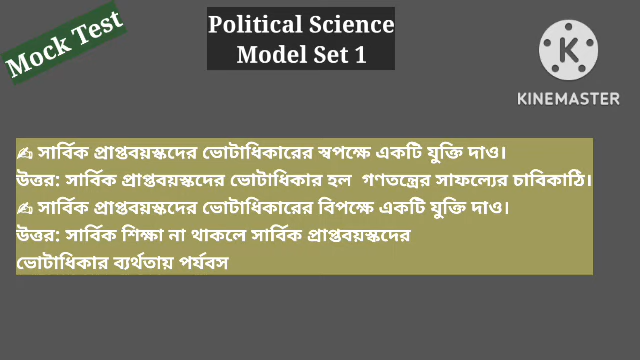 Mock Test
Political Science
Model Set 1
KINEMASTER
✍ সার্বিক প্রাপ্তবয়স্কদের ভোটাধিকারের স্বপক্ষে একটি যুক্তি দাও।
উত্তর: সার্বিক প্রাপ্তবয়স্কদের ভোটাধিকার হল গণতন্ত্রের সাফল্যের চাবিকাঠি।
✍ সার্বিক প্রাপ্তবয়স্কদের ভোটাধিকারের বিপক্ষে একটি যুক্তি দাও।
উত্তর: সার্বিক শিক্ষা না থাকলে সার্বিক প্রাপ্তবয়স্কদের
ভোটাধিকার ব্যর্থতায় পর্যবস